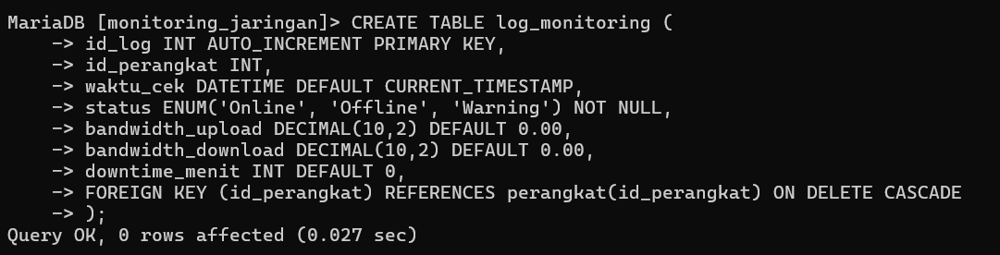 MariaDB [monitoring_jaringan]> CREATE TABLE log_monitoring (
    -> id_log INT AUTO_INCREMENT PRIMARY KEY,
    -> id_perangkat INT,
    -> waktu_cek DATETIME DEFAULT CURRENT_TIMESTAMP,
    -> status ENUM('Online', 'Offline', 'Warning') NOT NULL,
    -> bandwidth_upload DECIMAL(10,2) DEFAULT 0.00,
    -> bandwidth_download DECIMAL(10,2) DEFAULT 0.00,
    -> downtime_menit INT DEFAULT 0,
    -> FOREIGN KEY (id_perangkat) REFERENCES perangkat(id_perangkat) ON DELETE CASCADE
    -> );
Query OK, 0 rows affected (0.027 sec)